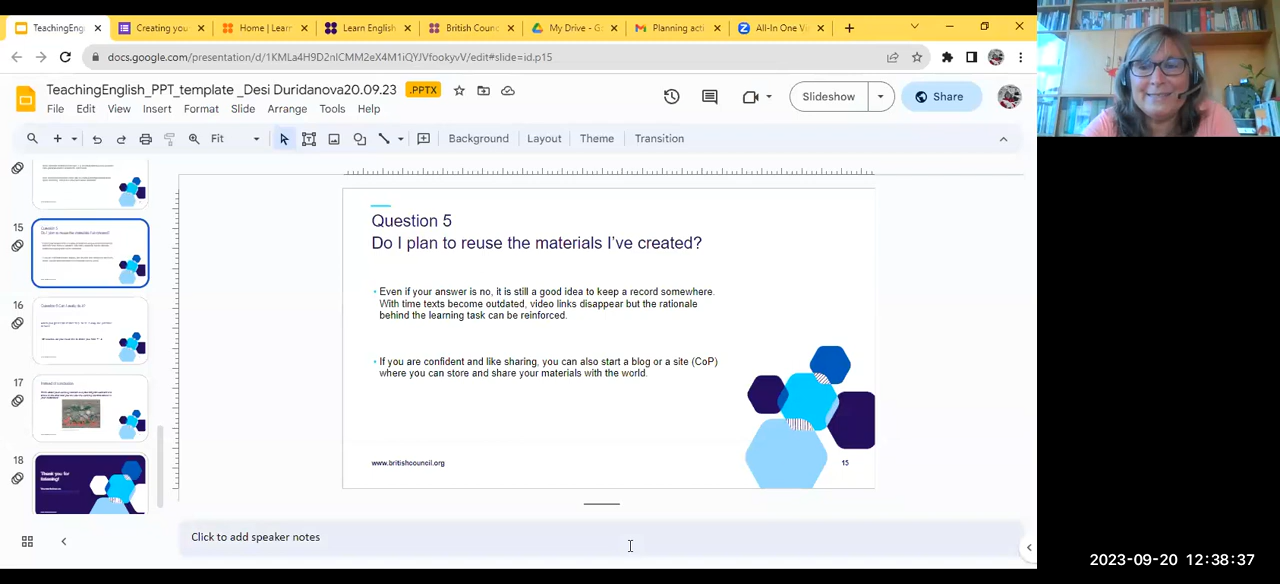 TeachingEng
Creating you
Home | Learn
Learn English
British Counc
My Drive - G
Planning acti
All-In One Vi
docs.google.com/presentation/d/1KMLa4H9D2nICMM2eX4M1iQYJVfookyvV/edit#slide=id.p15
TeachingEnglish_PPT_template _Desi Duridanova20.09.23
.PPTX
File Edit View Insert Format Slide Arrange Tools Help
Slideshow
Share
Fit
Background
Layout
Theme
Transition
15
16
17
18
Thank you for
listening!
Question 5
Do I plan to reuse the materials I've created?
Even if your answer is no, it is still a good idea to keep a record somewhere.
With time texts become outdated, video links disappear but the rationale
behind the learning task can be reinforced.
If you are confident and like sharing, you can also start a blog or a site (CoP)
where you can store and share your materials with the world.
www.britishcouncil.org
15
Click to add speaker notes
2023-09-20 12:38:37